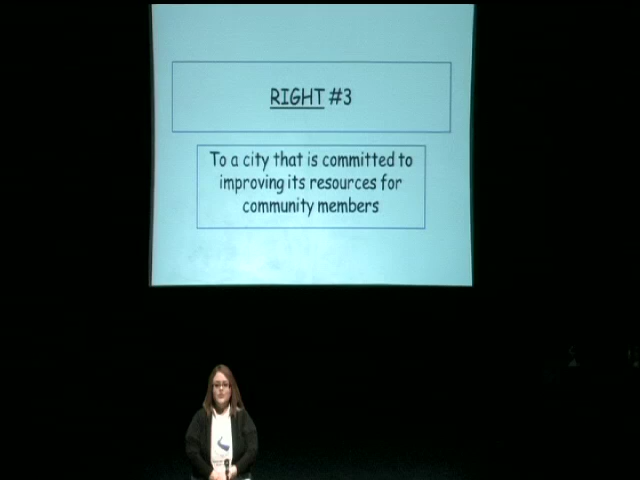 RIGHT #3
To a city that is committed to
improving its resources for
community members